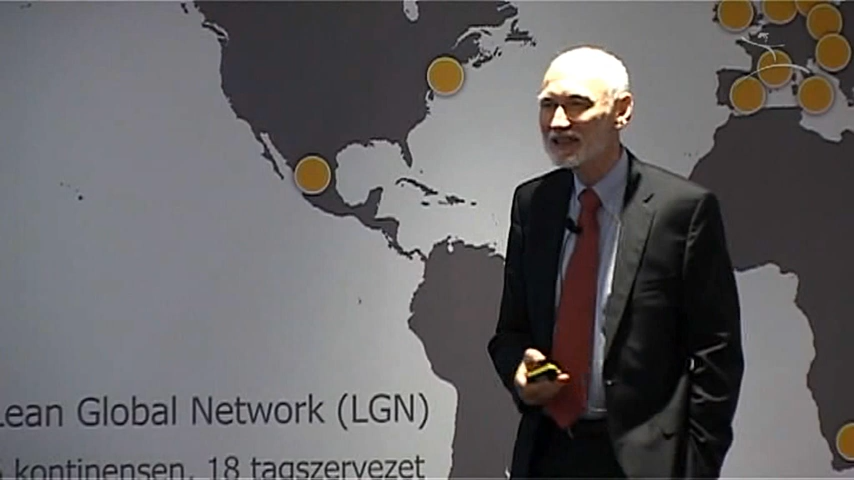 Lean Global Network (LGN)
kontinensen, 18 tagszervezet